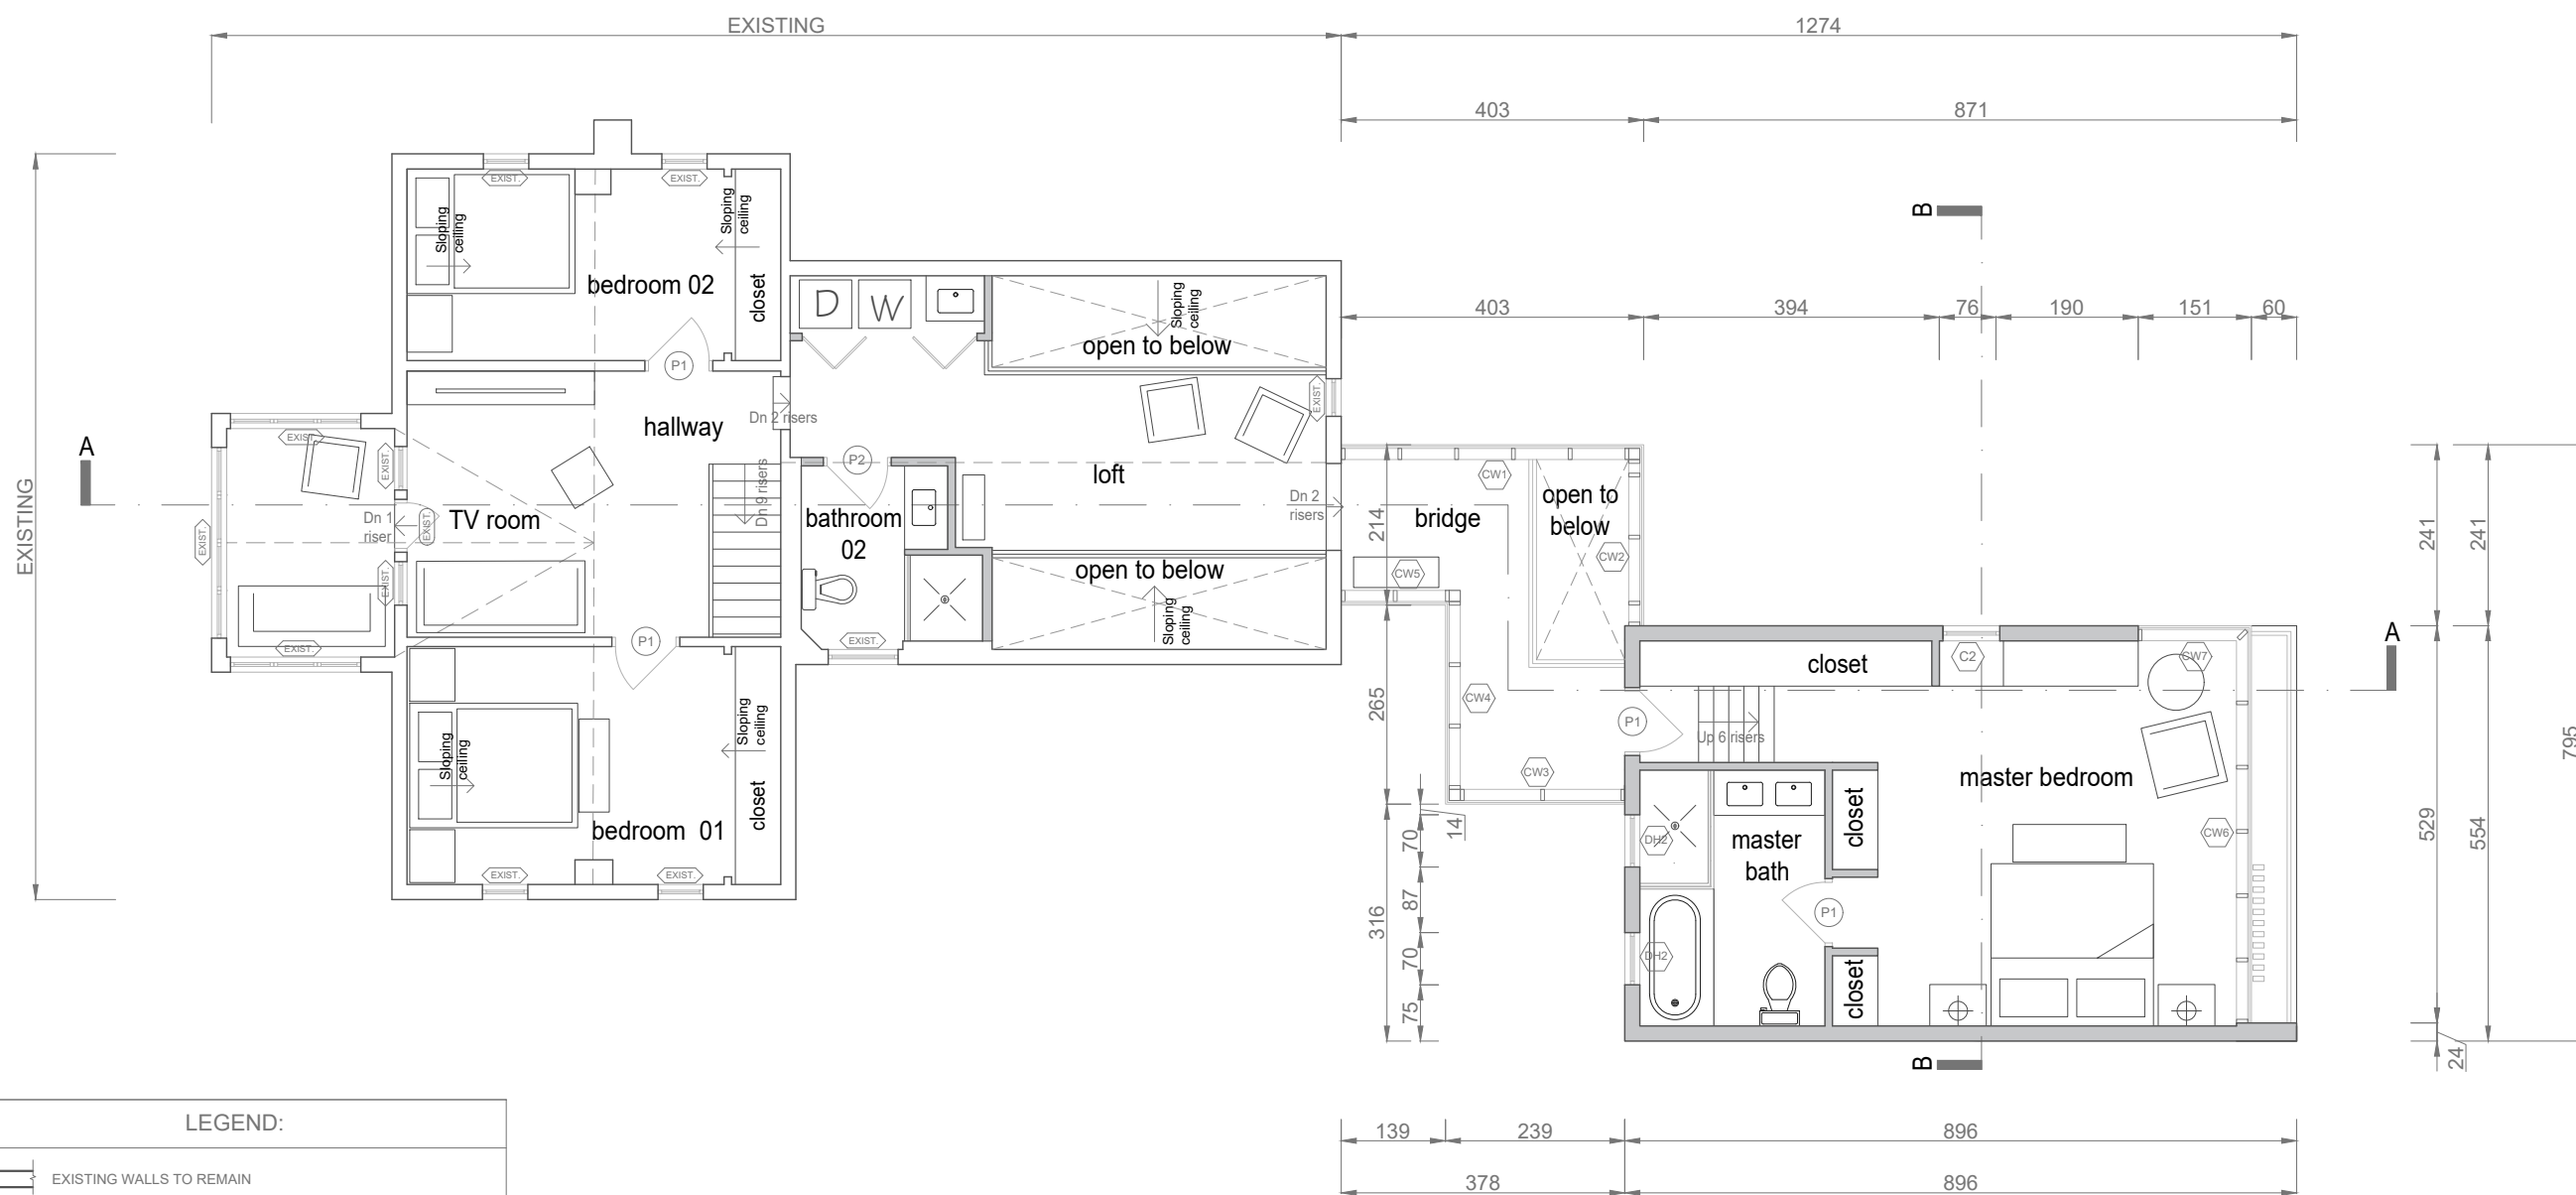 EXISTING
1274
403
871
B
403
394
76
190
151
60
EXIST.
EXIST.
Sloping
ceiling
Sloping
ceiling
bedroom 02
closet
D
W
Sloping
ceiling
open to below
P1
EXIST.
hallway
Dn 2 risers
EXIST.
EXIST.
A
EXISTING
P2
loft
CW1
Dn 9 risers
Dn 2
risers
bridge
214
open to
below
Dn 1
riser
EXIST.
TV room
bathroom
02
EXIST.
CW2
241
241
EXIST.
open to below
CW5
Sloping
ceiling
EXIST.
P1
EXIST.
A
closet
C2
CW7
265
CW4
P1
Up 6 risers
Sloping
ceiling
Sloping
ceiling
closet
bedroom 01
EXIST.
EXIST.
CW3
master bedroom
795
14
70
DH2
master
bath
closet
CW6
529
554
316
87
P1
70
DH2
closet
75
B
24
LEGEND:
139
239
896
EXISTING WALLS TO REMAIN
378
896